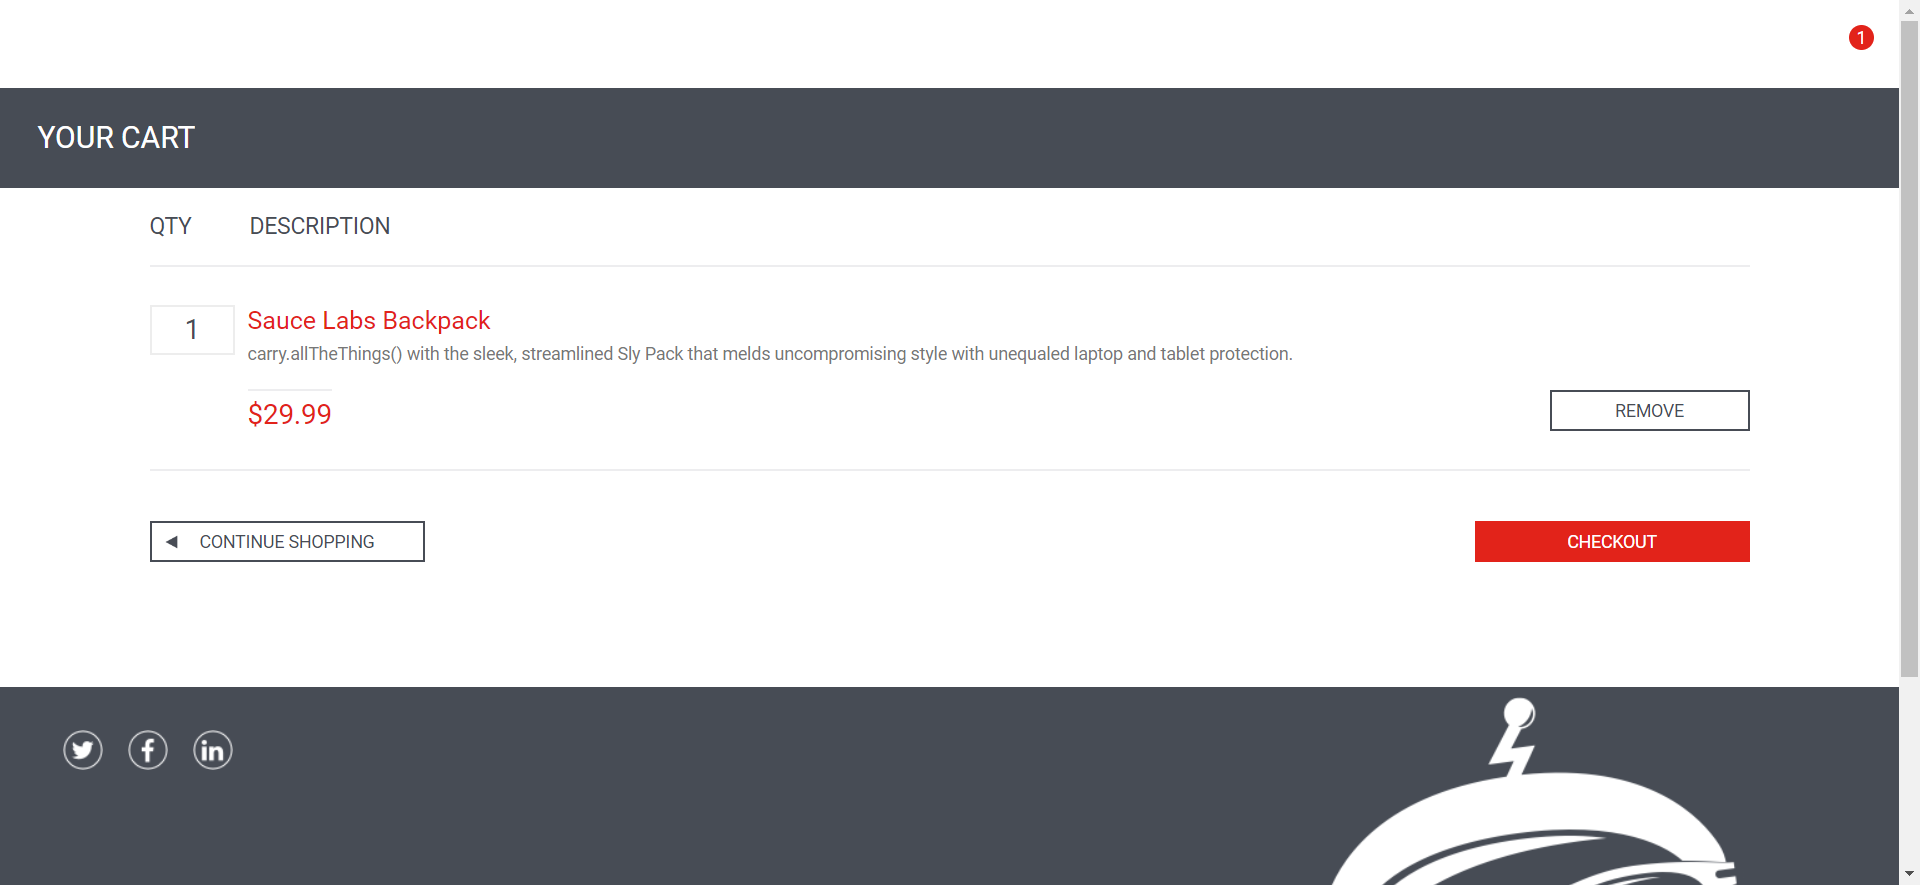 1
YOUR CART
QTY DESCRIPTION
1 Sauce Labs Backpack
carry.allTheThings() with the sleek, streamlined Sly Pack that melds uncompromising style with unequaled laptop and tablet protection.
$29.99 REMOVE
CONTINUE SHOPPING CHECKOUT